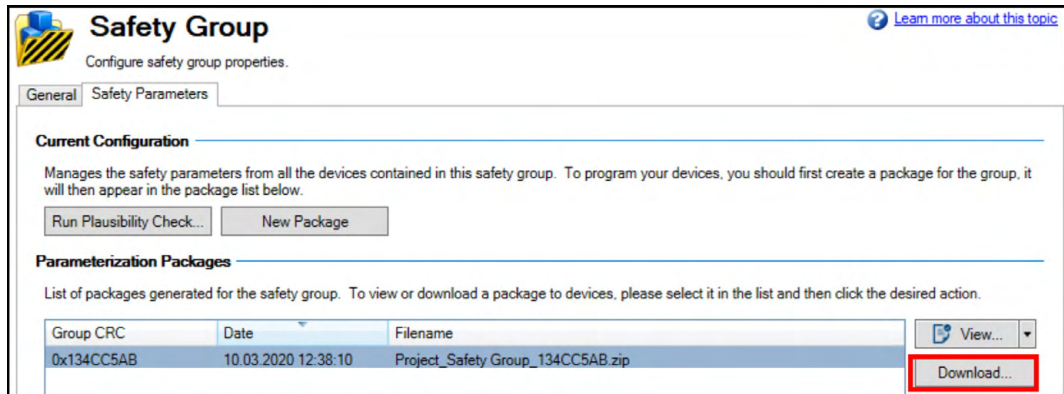 Safety Group
Learn more about this topic
Configure safety group properties.
General Safety Parameters
Current Configuration
Manages the safety parameters from all the devices contained in this safety group. To program your devices, you should first create a package for the group, it
will then appear in the package list below.
Run Plausibility Check... New Package
Parameterization Packages
List of packages generated for the safety group. To view or download a package to devices, please select it in the list and then click the desired action.
Group CRC Date Filename View...
0x134CC5AB 10.03.2020 12:38:10 Project_Safety Group_134CC5AB.zip
Download...